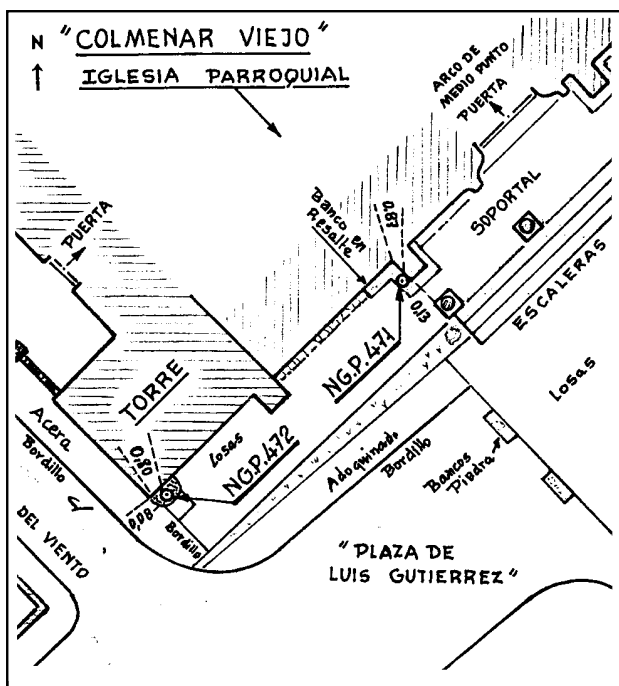 N "COLMENAR VIEJO"
IGLESIA PARROQUIAL
ARCO DE
MEDIO PUNTO
PUERTA
Banco en
Resalte
0,87
SOPORTAL
PUERTA
0,13
ESCALERAS
NG.P.471
TORRE
Losas
Losas
Acera
Bordillo
0,80
NG.P.472
Adoquinado
Bordillo
Bancos
Piedra
0,08
Bordillo
c/
DEL VIENTO
"PLAZA DE
LUIS GUTIERREZ"